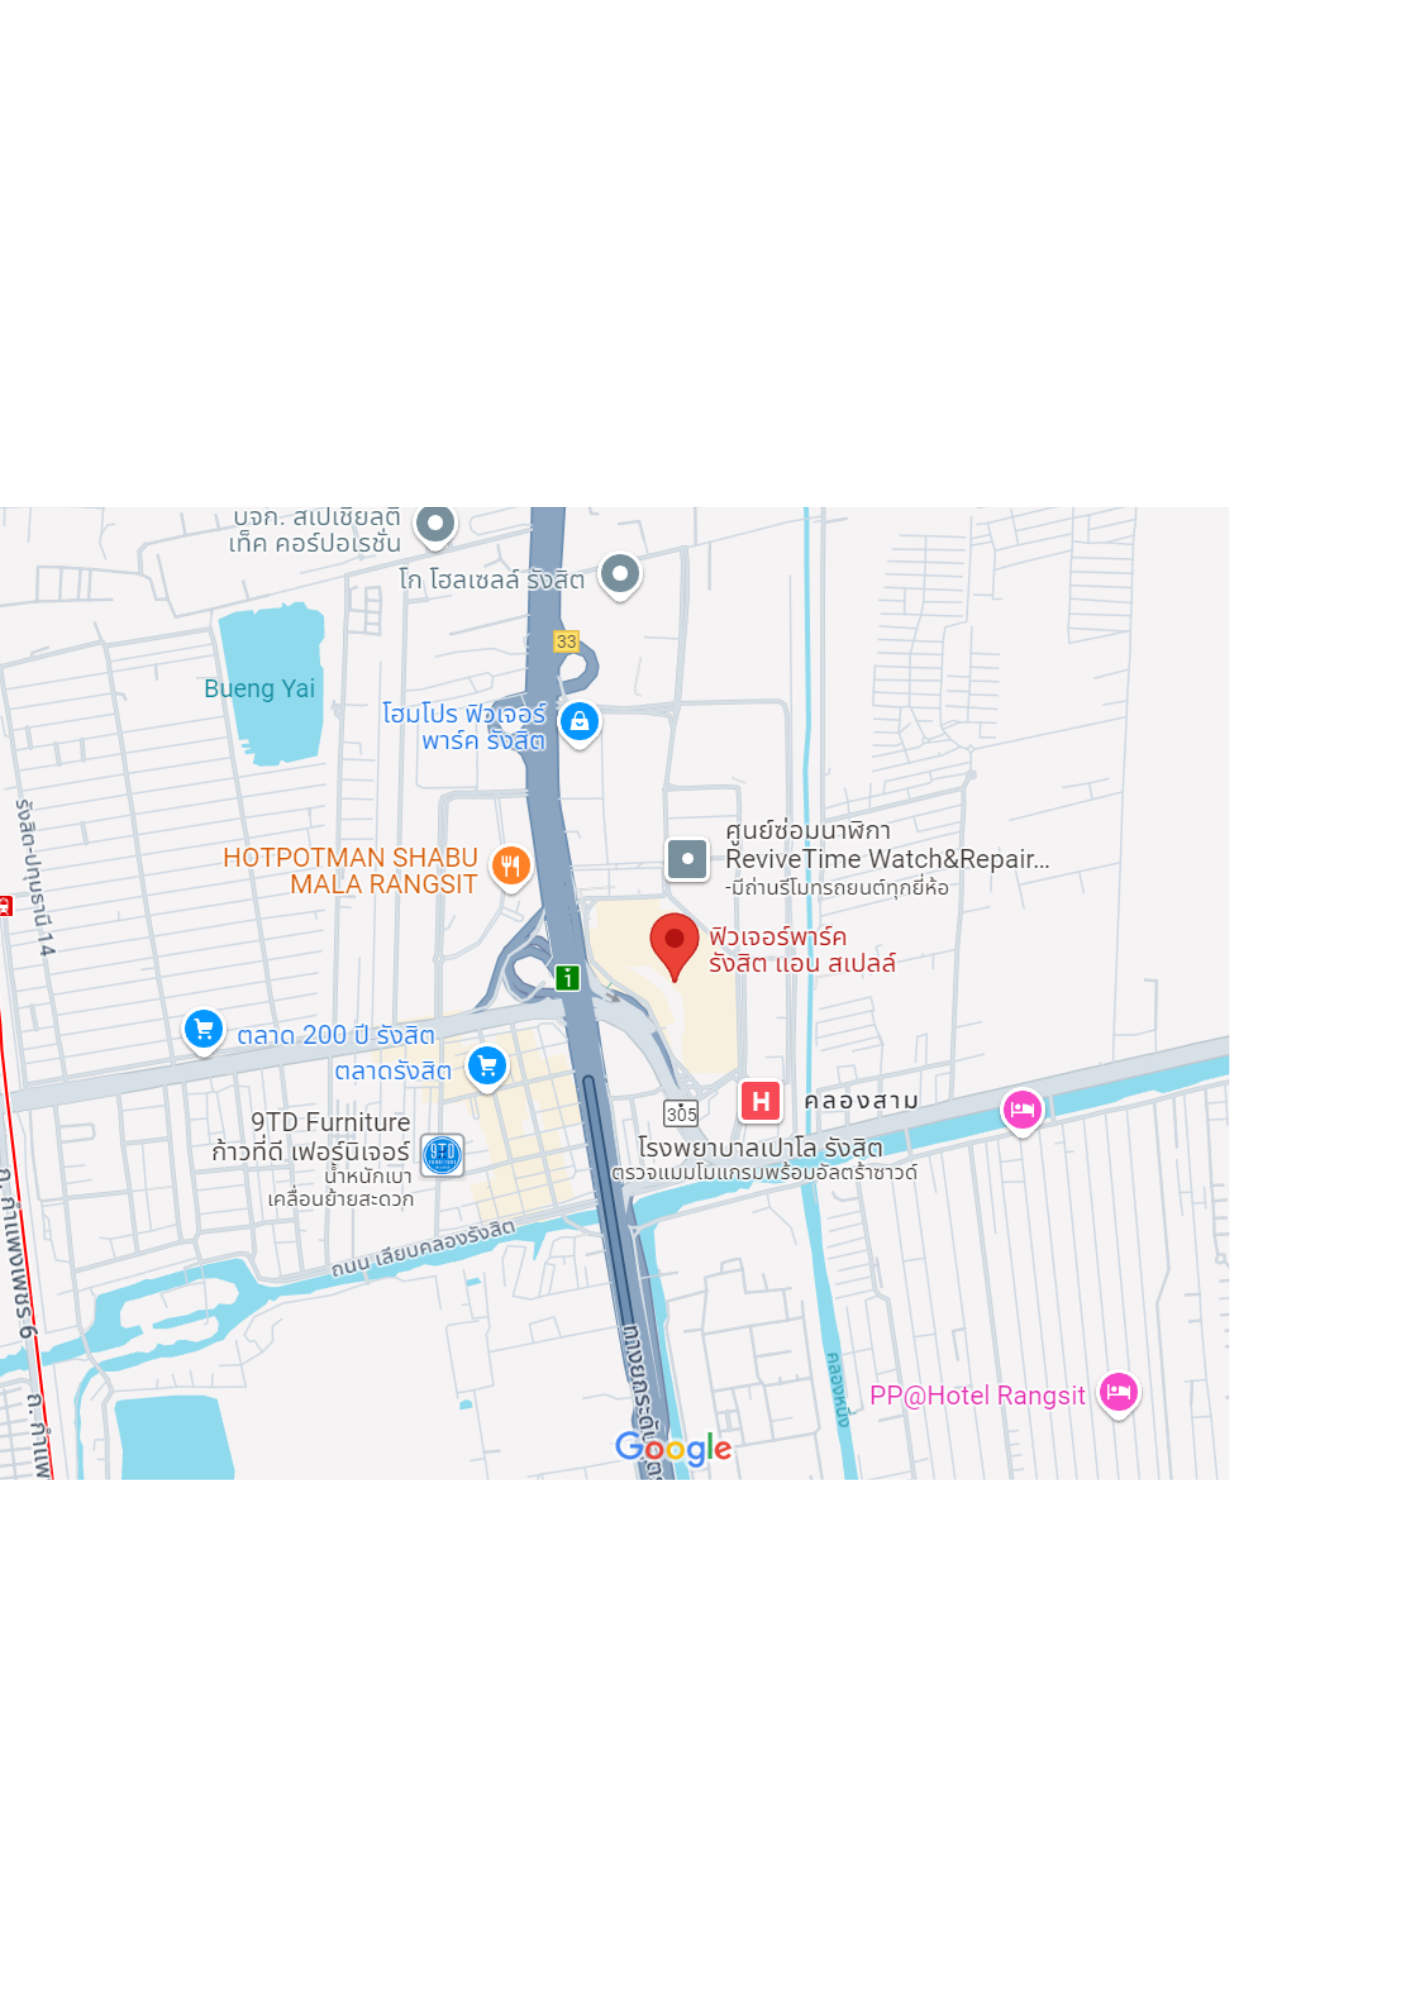 บจก. สเปเชียลตี้
เท็ค คอร์ปอเรชั่น
โก โฮลเซลล์ รังสิต
33
Bueng Yai
โฮมโปร ฟิวเจอร์
พาร์ค รังสิต
รังสิต-ปทุมธานี 14
ศูนย์ซ่อมนาฬิกา
ReviveTime Watch&Repair...
-มีถ่านรีโมทรถยนต์ทุกยี่ห้อ
HOTPOTMAN SHABU
MALA RANGSIT
ฟิวเจอร์พาร์ค
รังสิต แอน สเปลล์
1
ตลาด 200 ปี รังสิต
ตลาดรังสิต
305
H
คลองสาม
9TD Furniture
ก้าวที่ดี เฟอร์นิเจอร์
น้ำหนักเบา
เคลื่อนย้ายสะดวก
9TD
โรงพยาบาลเปาโล รังสิต
ตรวจแมมโมแกรมพร้อมอัลตร้าซาวด์
ถนน เลียบคลองรังสิต
ถ. กำแพงเพชร 6
ถ. กำแพ
ทางยกระดับ
คลองหนึ่ง
PP@Hotel Rangsit
Google